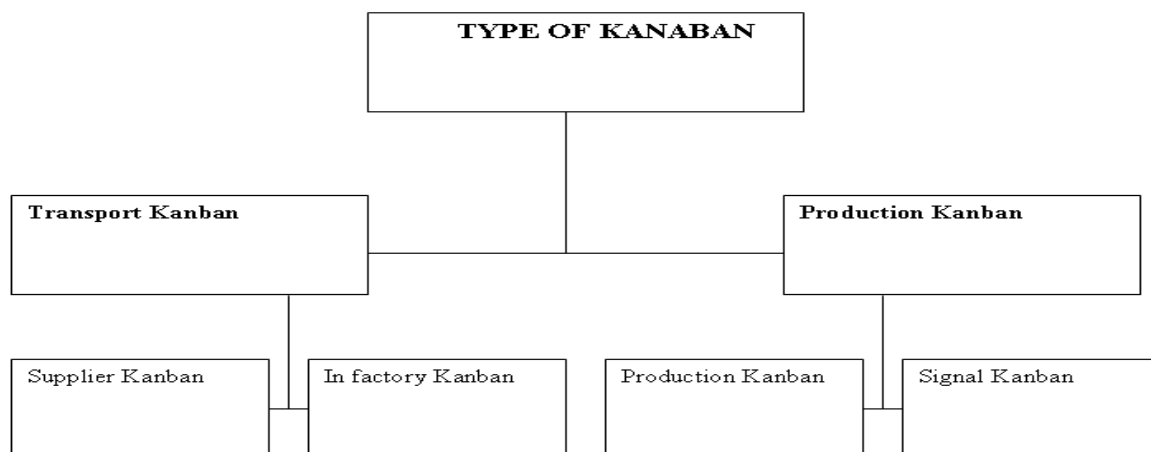 TYPE OF KANABAN
Transport Kanban
Production Kanban
Supplier Kanban
In factory Kanban
Production Kanban
Signal Kanban